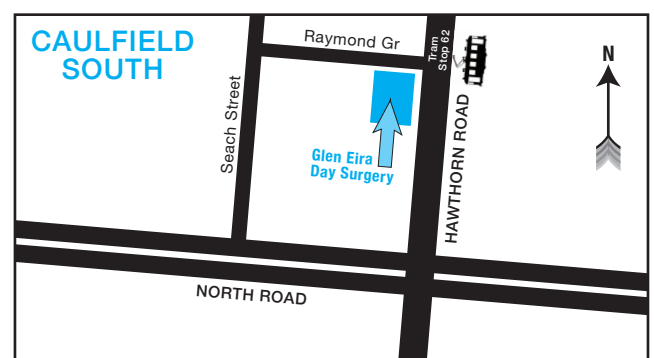 CAULFIELD
SOUTH
Raymond Gr
Tram
Stop 62
N
Seach Street
HAWTHORN ROAD
Glen Eira
Day Surgery
NORTH ROAD